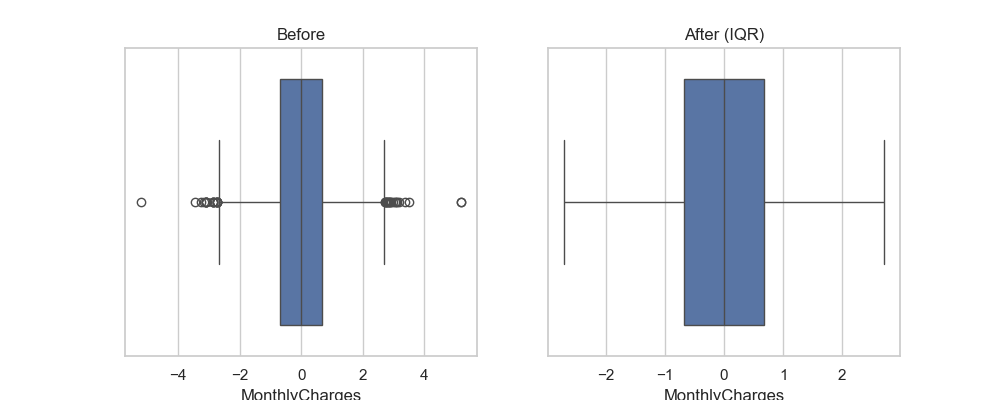 Before
After (IQR)
−4 −2 0 2 4
−2 −1 0 1 2
MonthlyCharges
MonthlyCharges